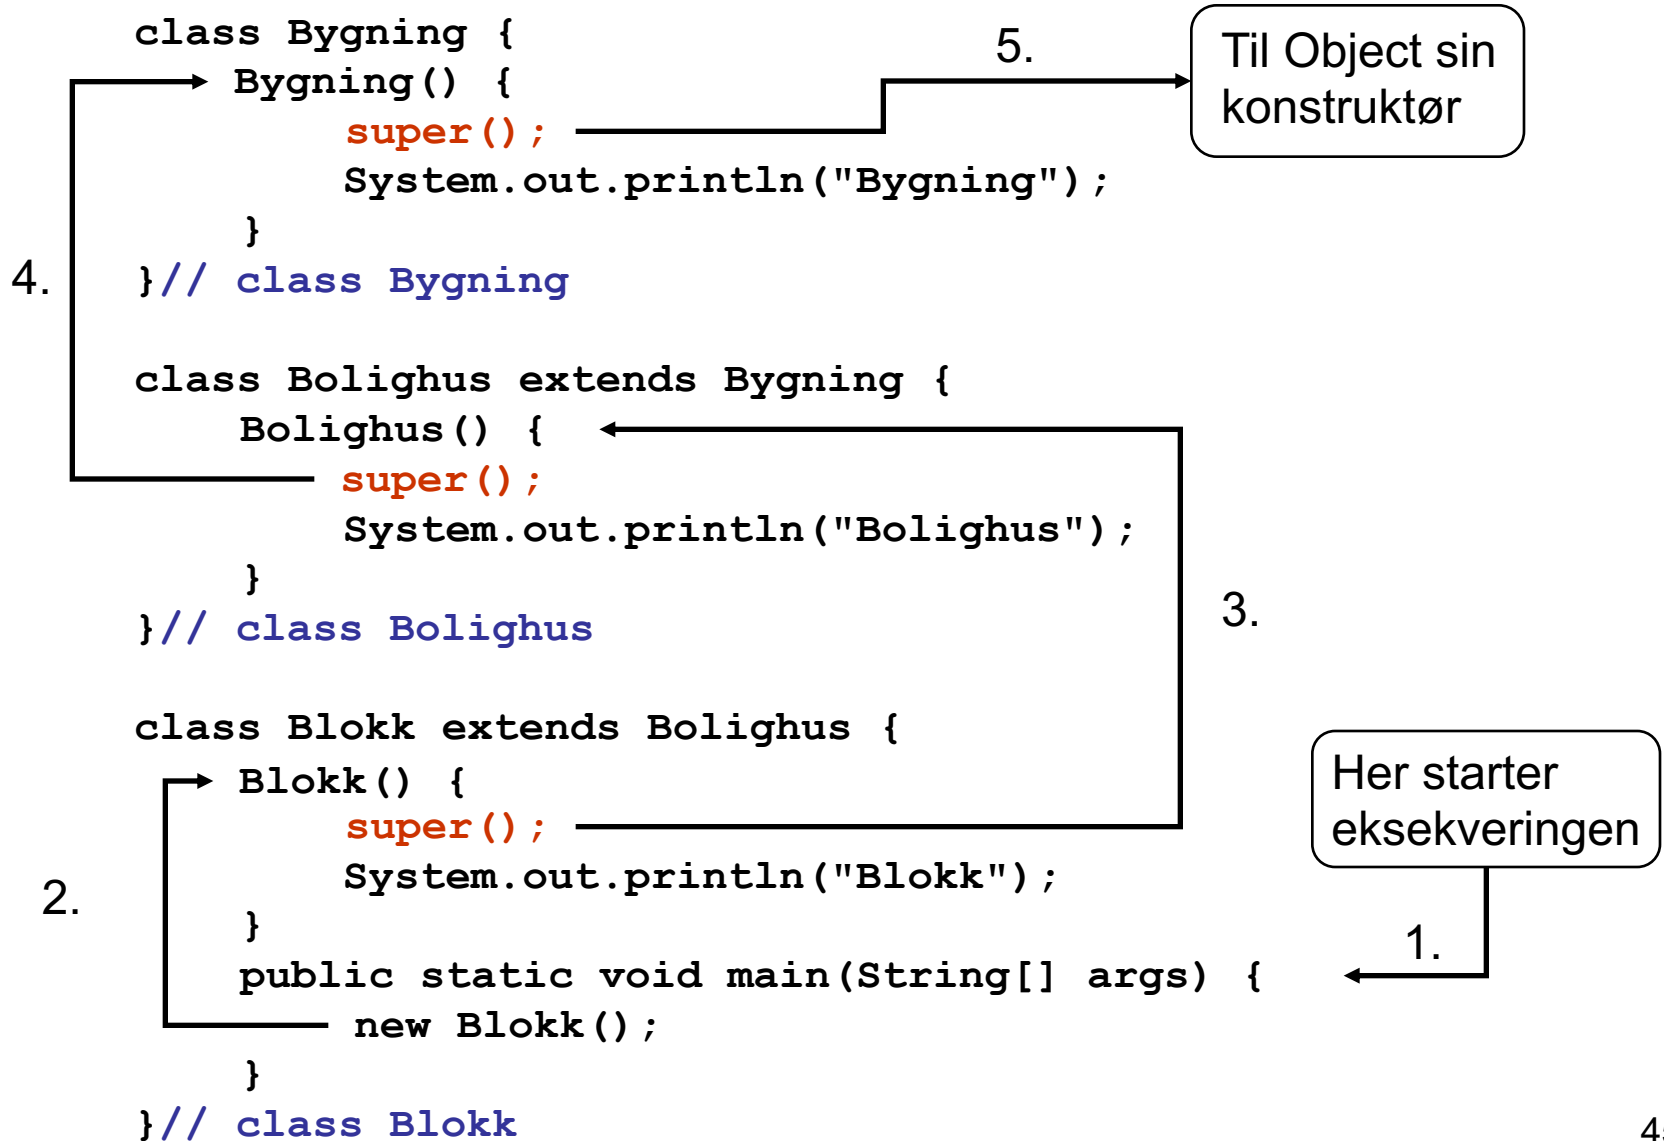 class Bygning {
Bygning() {
super();
System.out.println("Bygning");
}
}// class Bygning
5.
Til Object sin
konstruktør
4.
class Bolighus extends Bygning {
Bolighus() {
super();
System.out.println("Bolighus");
}
}// class Bolighus
3.
class Blokk extends Bolighus {
Blokk() {
super();
System.out.println("Blokk");
}
public static void main(String[] args) {
new Blokk();
}
}// class Blokk
2.
Her starter
eksekveringen
1.